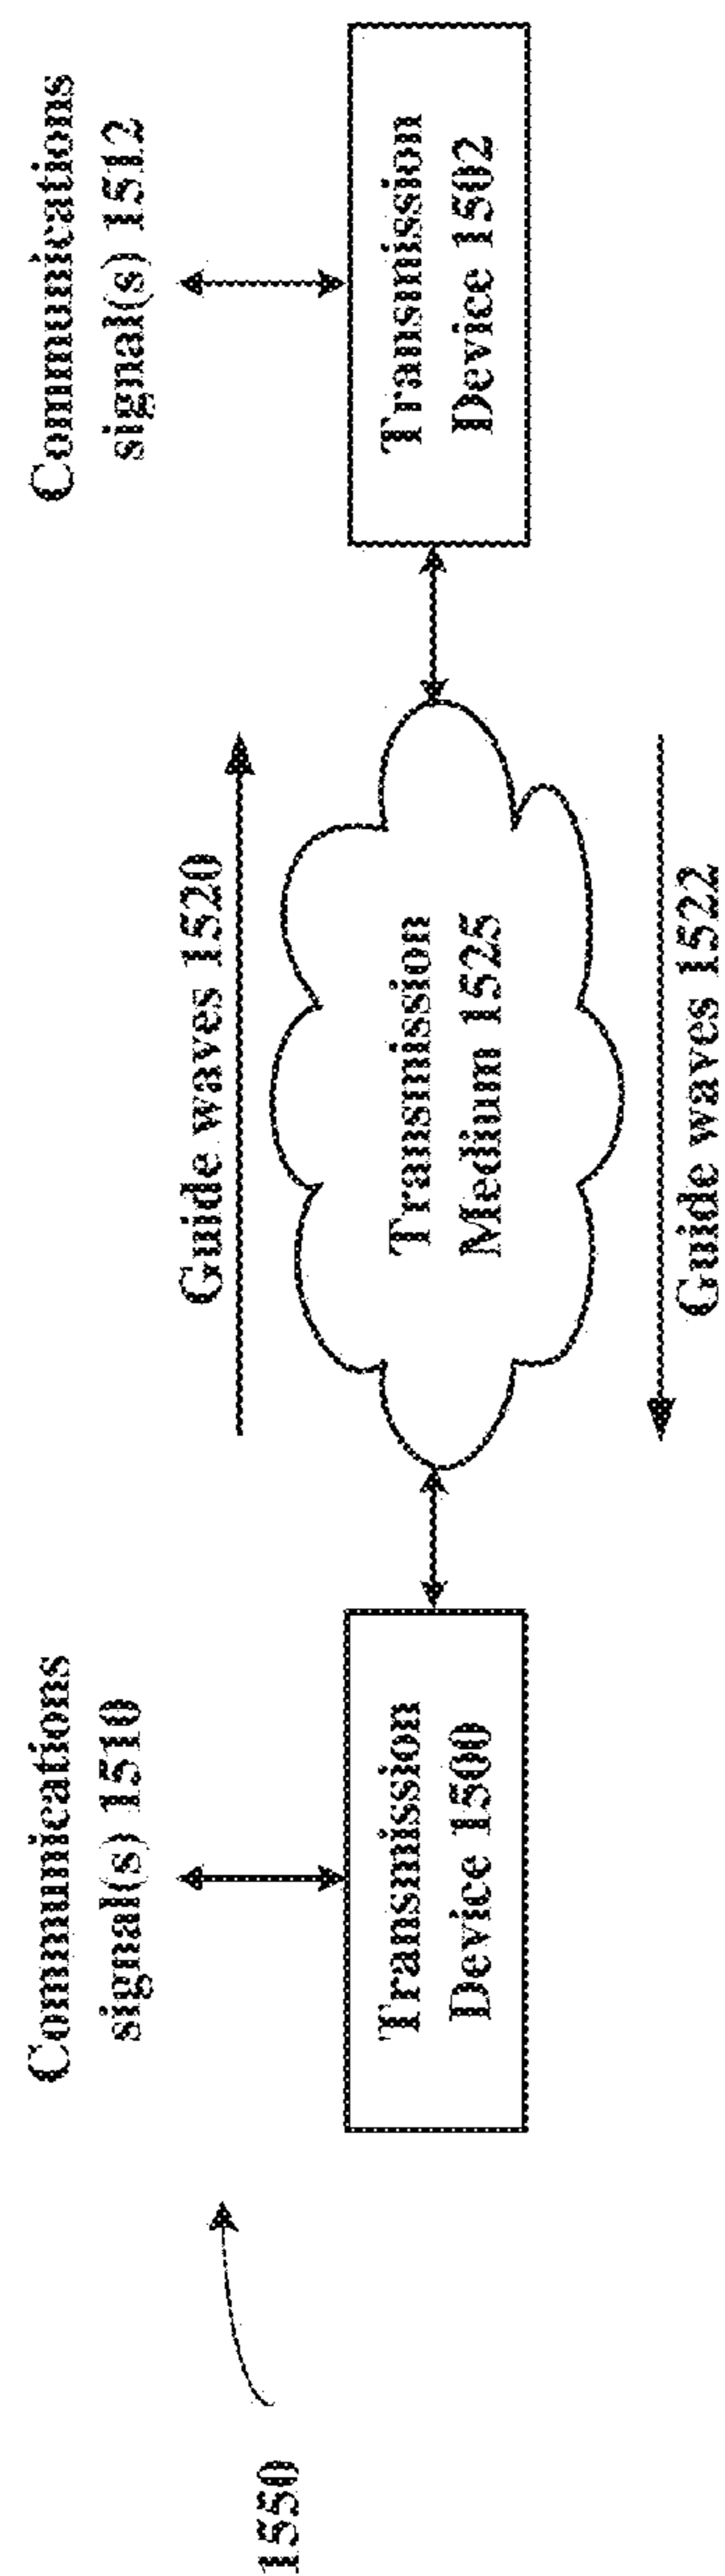 Communications
signal(s) 1510
Communications
signal(s) 1512
Guide waves 1520
Transmission
Device 1500
Transmission
Medium 1525
Transmission
Device 1502
Guide waves 1522
1550